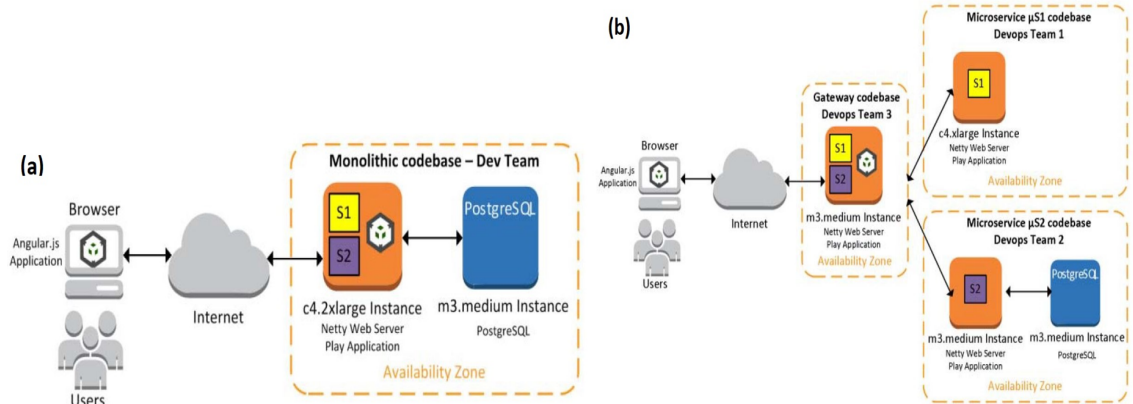 (a)
Monolithic codebase – Dev Team
Browser
Angular.js
Application
Internet
Users
S1
S2
PostgreSQL
c4.2xlarge Instance
Netty Web Server
Play Application
m3.medium Instance
PostgreSQL
Availability Zone
(b)
Browser
Angular.js
Application
Internet
Users
Gateway codebase
Devops Team 3
S1
S2
m3.medium Instance
Netty Web Server
Play Application
Availability Zone
Microservice µS1 codebase
Devops Team 1
S1
c4.xlarge Instance
Netty Web Server
Play Application
Availability Zone
Microservice µS2 codebase
Devops Team 2
S2
PostgreSQL
m3.medium Instance
Netty Web Server
Play Application
m3.medium Instance
PostgreSQL
Availability Zone